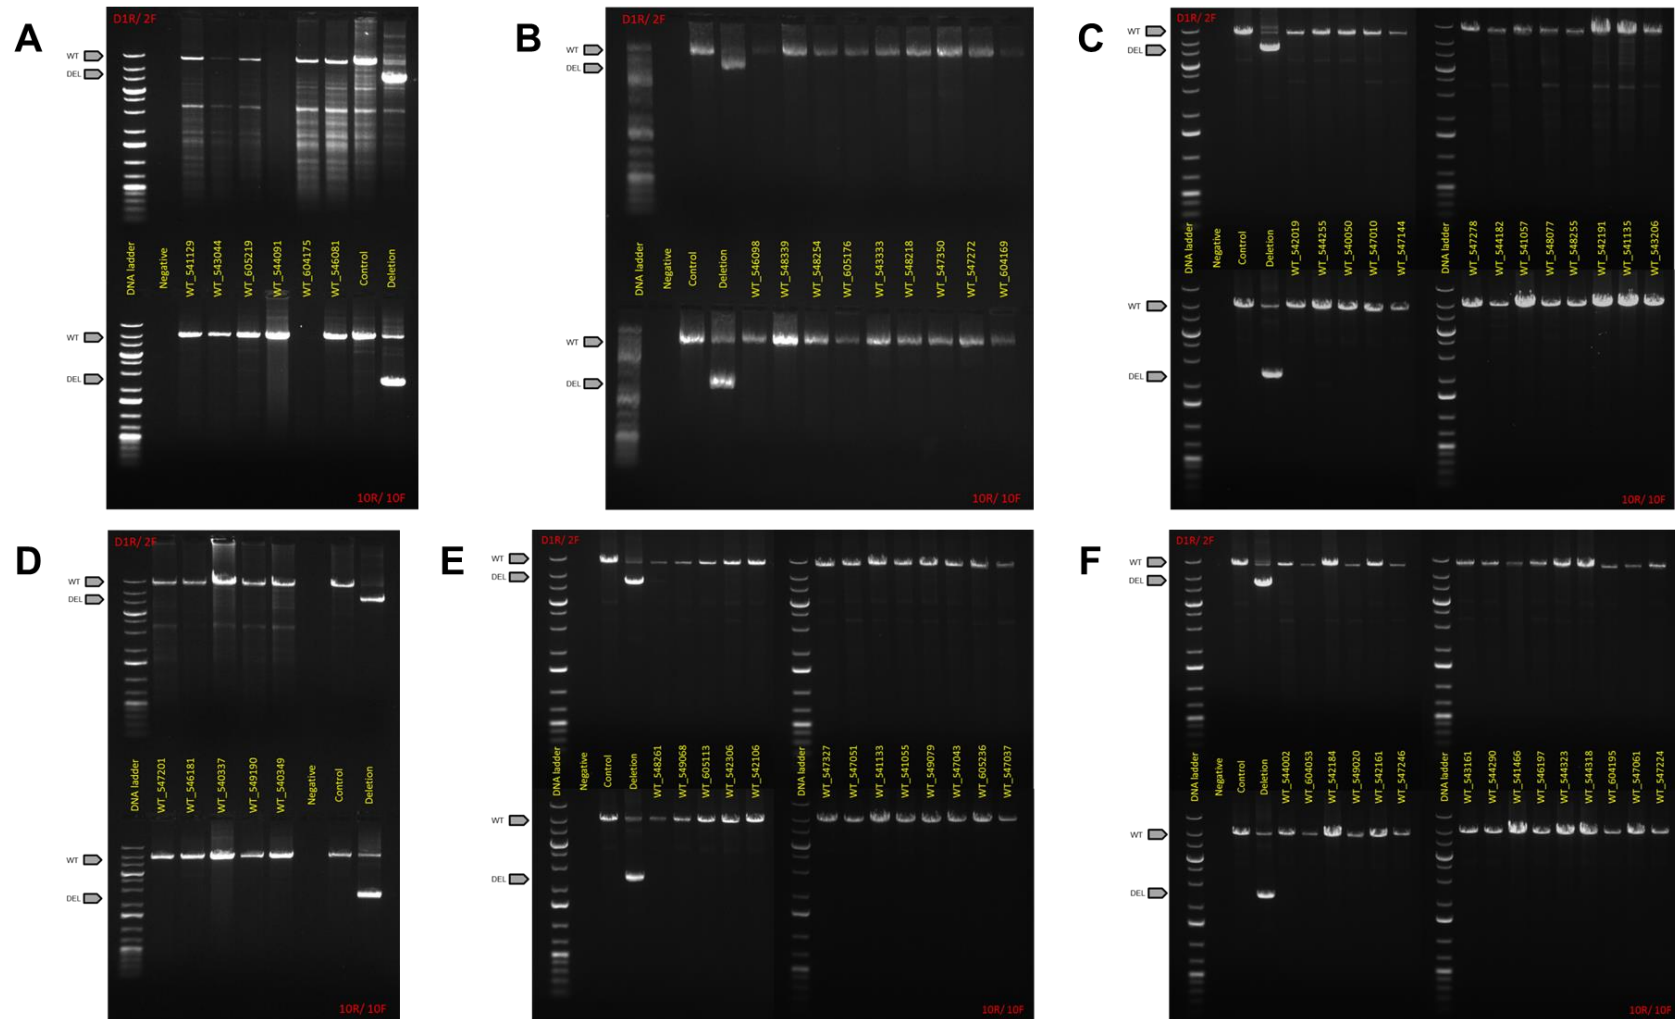 A
D1R/ 2F
WT
DEL
DNA ladder
Negative
WT_541129
WT_543044
WT_605219
WT_544091
WT_604175
WT_546081
Control
Deletion
WT
DEL
10R/ 10F
B
D1R/ 2F
WT
DEL
DNA ladder
Negative
Control
Deletion
WT_546098
WT_548339
WT_548254
WT_605176
WT_543333
WT_548218
WT_547350
WT_547272
WT_604169
WT
DEL
10R/ 10F
C
D1R/ 2F
WT
DEL
DNA ladder
Negative
Control
Deletion
WT_542019
WT_544255
WT_540050
WT_547010
WT_547144
DNA ladder
WT_547278
WT_544182
WT_541057
WT_548077
WT_548255
WT_542191
WT_541135
WT_543206
WT
DEL
10R/ 10F
D
D1R/ 2F
WT
DEL
DNA ladder
WT_547201
WT_546181
WT_540337
WT_549190
WT_540349
Negative
Control
Deletion
WT
DEL
10R/ 10F
E
D1R/ 2F
WT
DEL
DNA ladder
Negative
Control
Deletion
WT_548261
WT_549068
WT_605113
WT_542306
WT_542106
DNA ladder
WT_547327
WT_547051
WT_541133
WT_541055
WT_549079
WT_547043
WT_605236
WT_547037
WT
DEL
10R/ 10F
F
D1R/ 2F
WT
DEL
DNA ladder
Negative
Control
Deletion
WT_544002
WT_604053
WT_542184
WT_549020
WT_542161
WT_547246
DNA ladder
WT_543161
WT_544290
WT_541466
WT_546197
WT_544323
WT_544318
WT_604195
WT_547061
WT_547224
WT
DEL
10R/ 10F